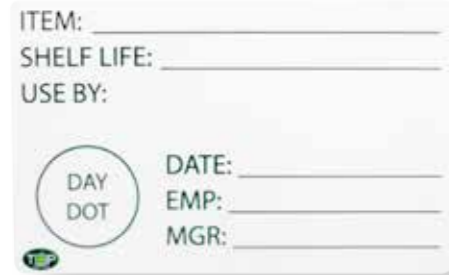 ITEM:
SHELF LIFE:
USE BY:
DAY
DOT
DATE:
EMP:
MGR: